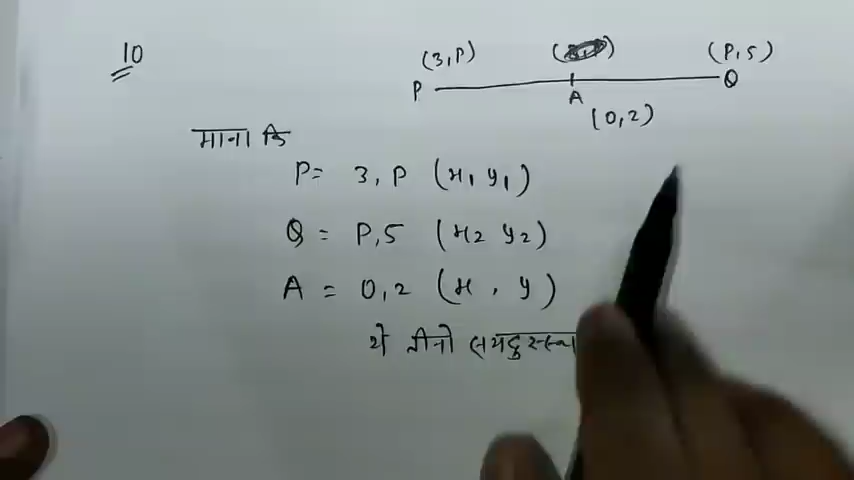 10
(3,P) (P,5)
P A Q
(0,2)
माना कि
P= 3,P (x₁ y₁)
Q = P,5 (x₂ y₂)
A = 0,2 (x , y)
ये तीनो